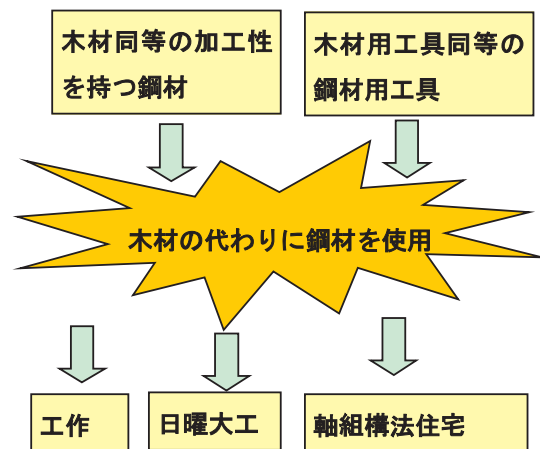 木材同等の加工性
を持つ鋼材
木材用工具同等の
鋼材用工具
木材の代わりに鋼材を使用
工作
日曜大工
軸組構法住宅